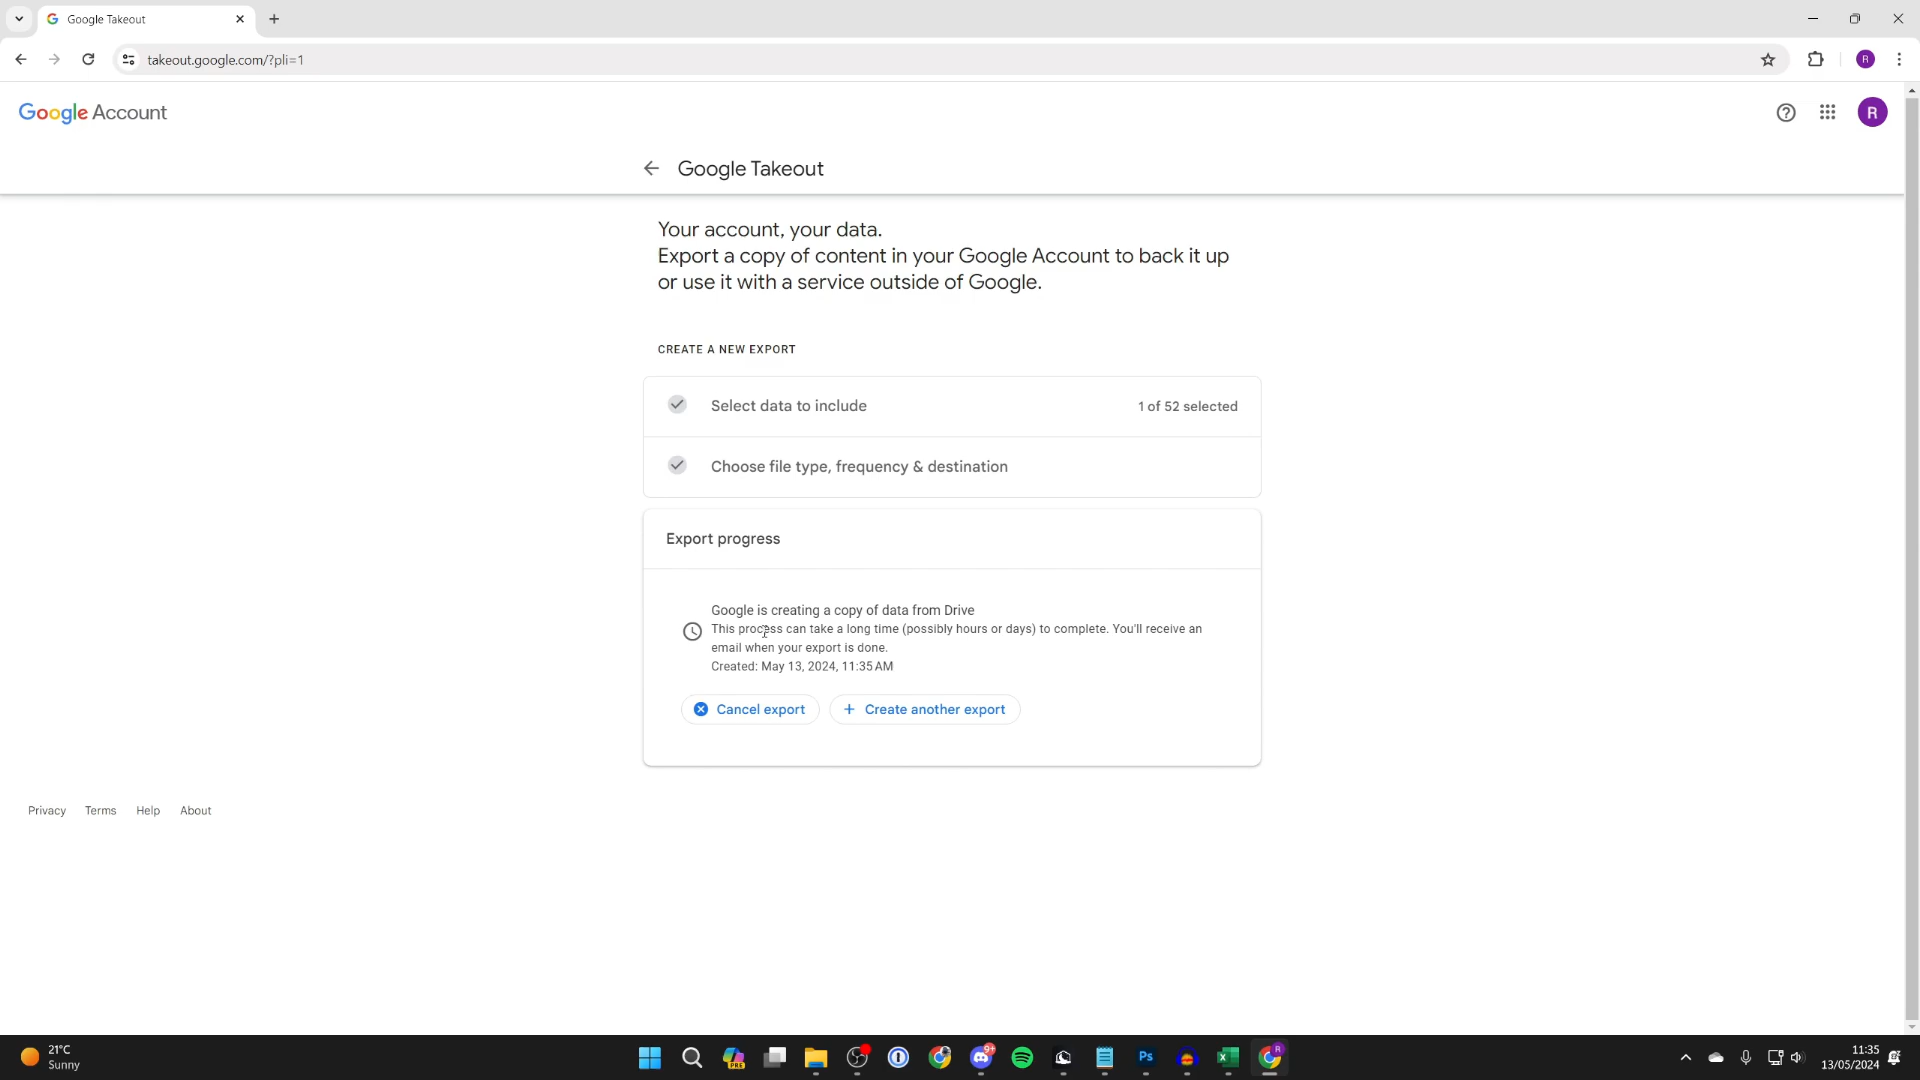 Google Takeout
takeout.google.com/?pli=1
R
Google Account
R
Google Takeout
Your account, your data.
Export a copy of content in your Google Account to back it up
or use it with a service outside of Google.
CREATE A NEW EXPORT
Select data to include
1 of 52 selected
Choose file type, frequency & destination
Export progress
Google is creating a copy of data from Drive
This process can take a long time (possibly hours or days) to complete. You'll receive an
email when your export is done.
Created: May 13, 2024, 11:35 AM
Cancel export
Create another export
Privacy
Terms
Help
About
21°C
Sunny
PRE
9+
Ps
R
11:35
13/05/2024